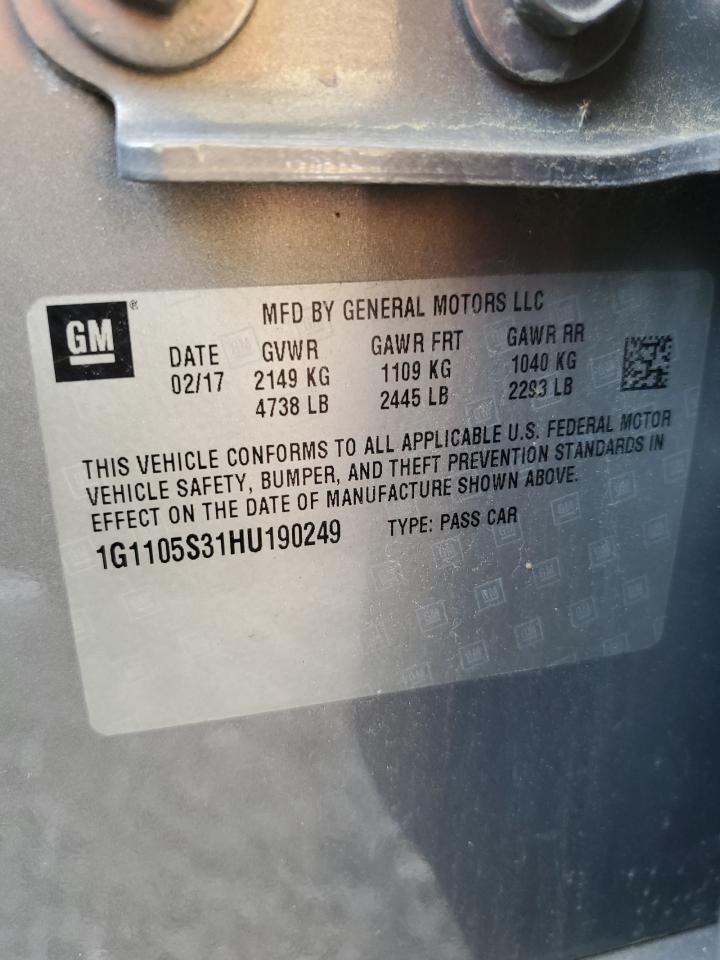 GM
MFD BY GENERAL MOTORS LLC
DATE GVWR GAWR FRT GAWR RR
02/17 2149 KG 1109 KG 1040 KG
4738 LB 2445 LB 2293 LB
THIS VEHICLE CONFORMS TO ALL APPLICABLE U.S. FEDERAL MOTOR
VEHICLE SAFETY, BUMPER, AND THEFT PREVENTION STANDARDS IN
EFFECT ON THE DATE OF MANUFACTURE SHOWN ABOVE.
1G1105S31HU190249 TYPE: PASS CAR